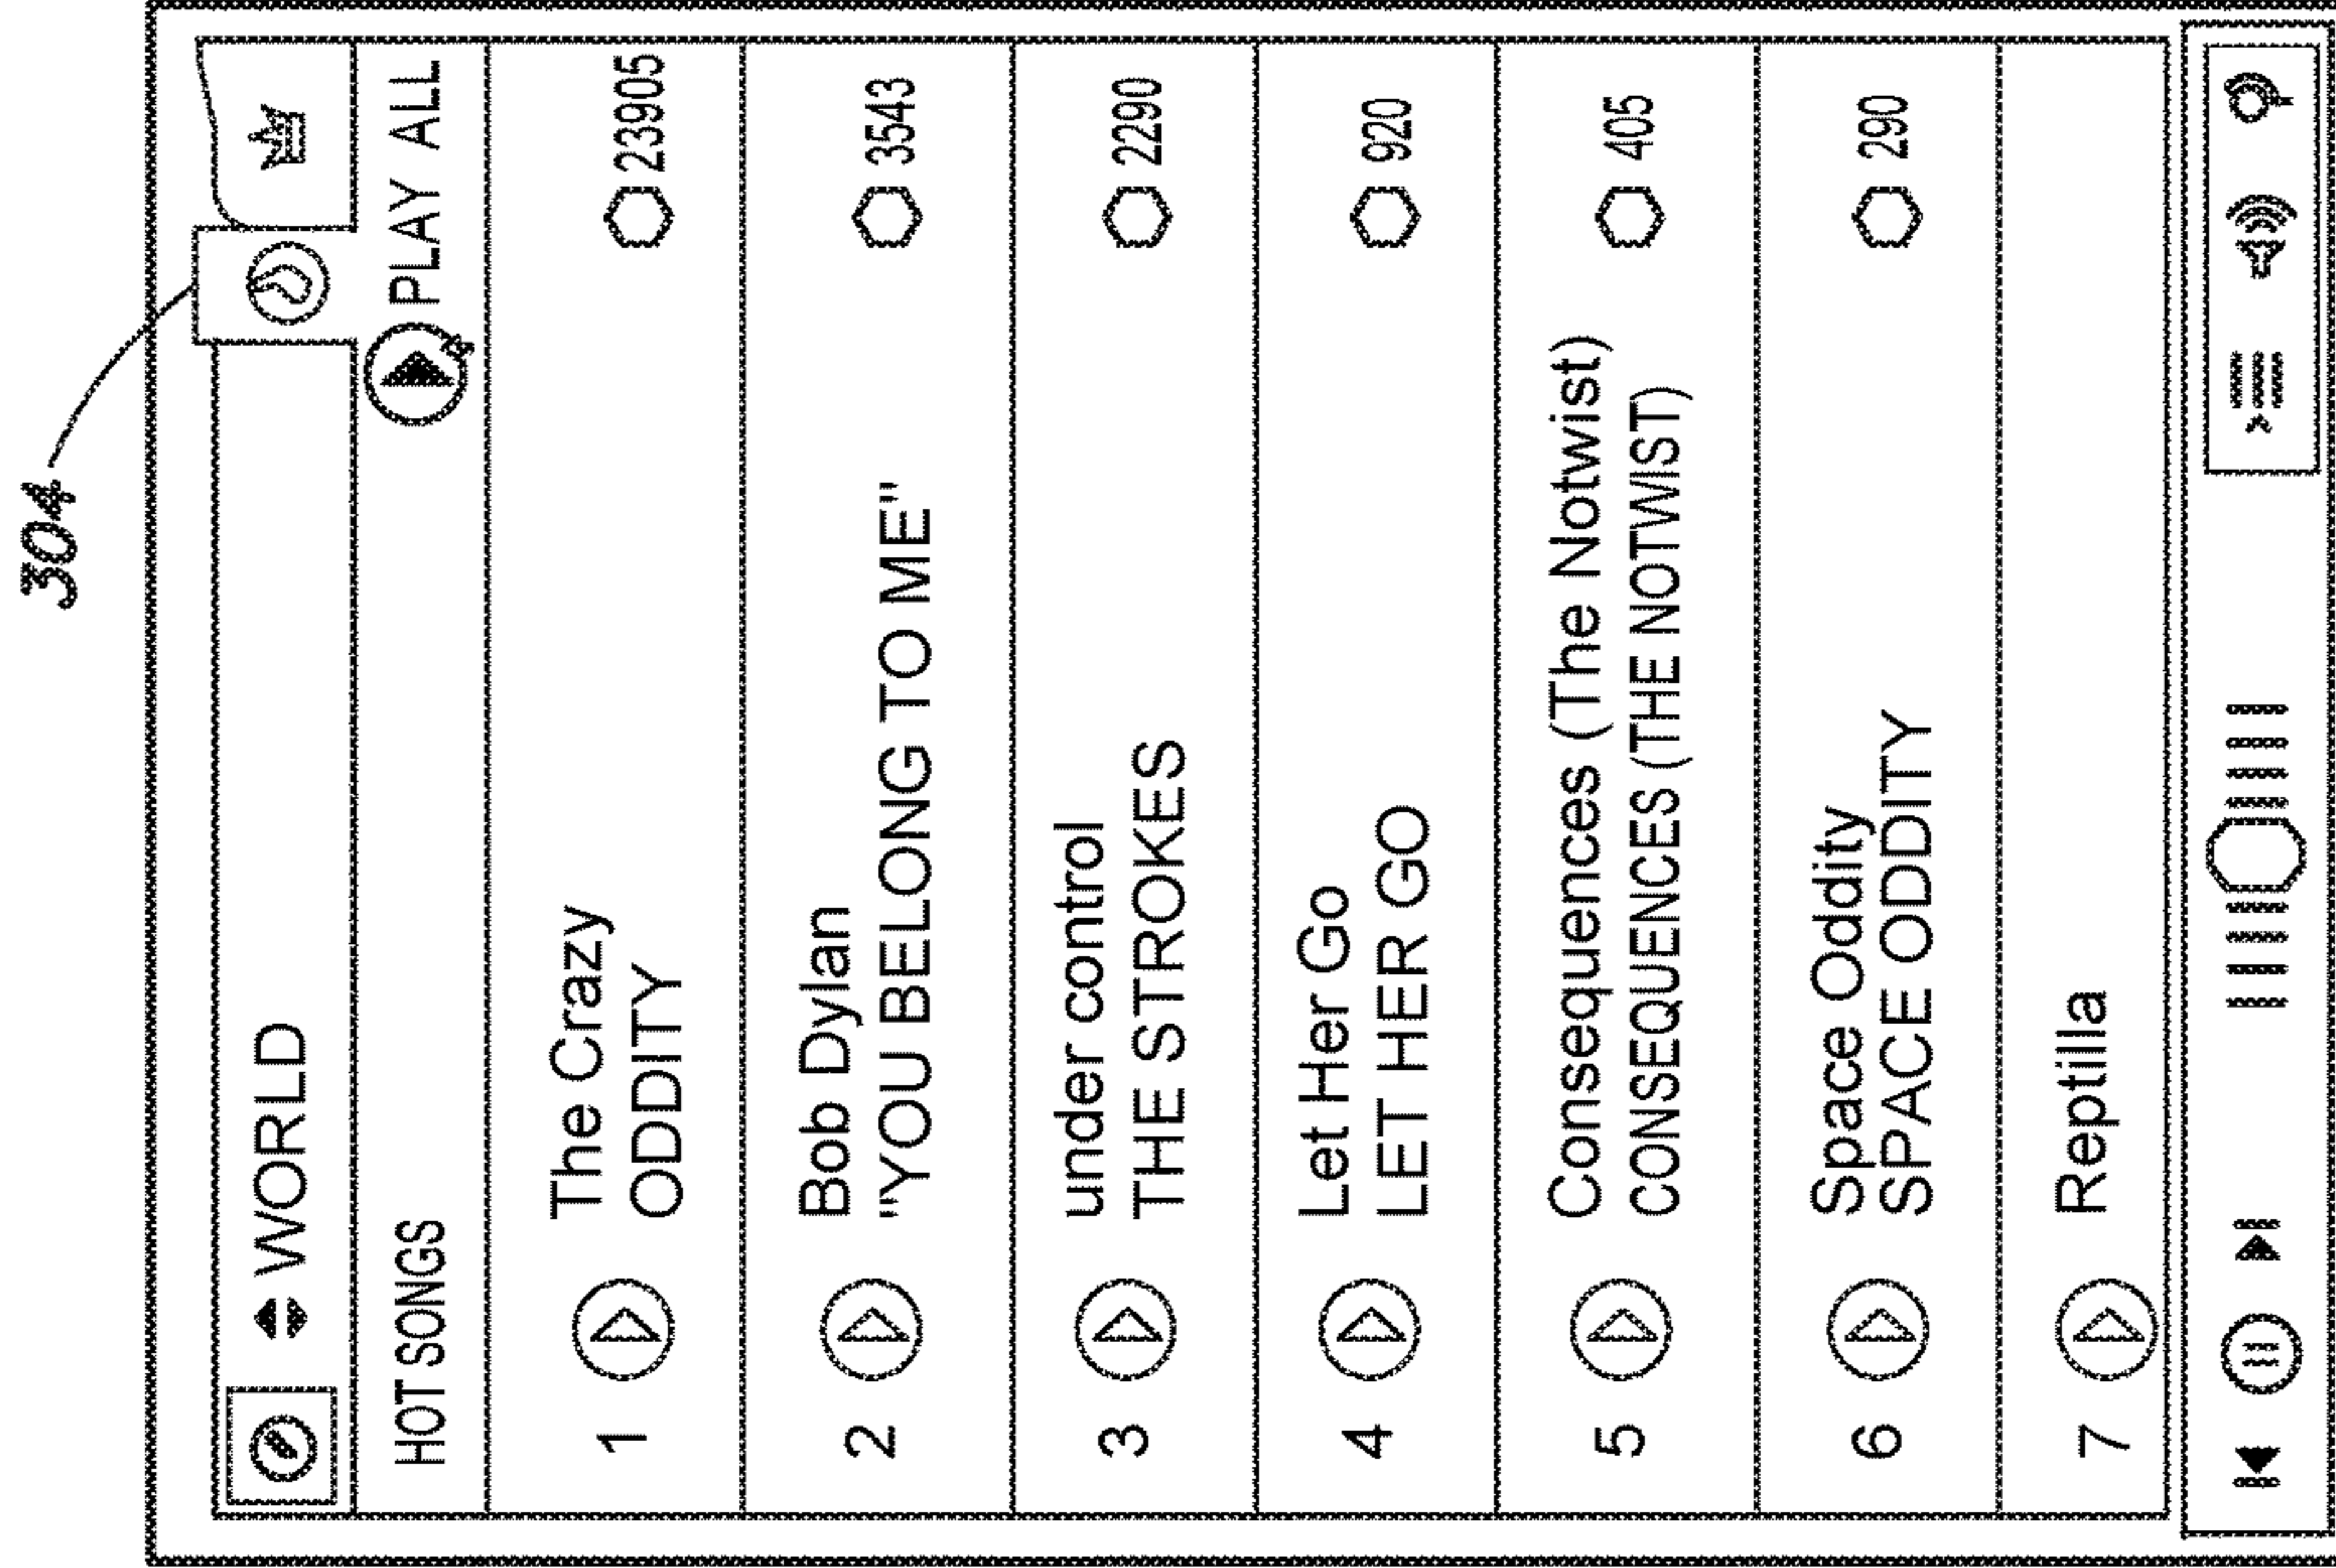 304
WORLD
HOT SONGS PLAY ALL
1 The Crazy 23905
ODDITY
2 Bob Dylan 3543
"YOU BELONG TO ME"
3 under control 2290
THE STROKES
4 Let Her Go 920
LET HER GO
5 Consequences (The Notwist) 405
CONSEQUENCES (THE NOTWIST)
6 Space Oddity 290
SPACE ODDITY
7 Reptilla